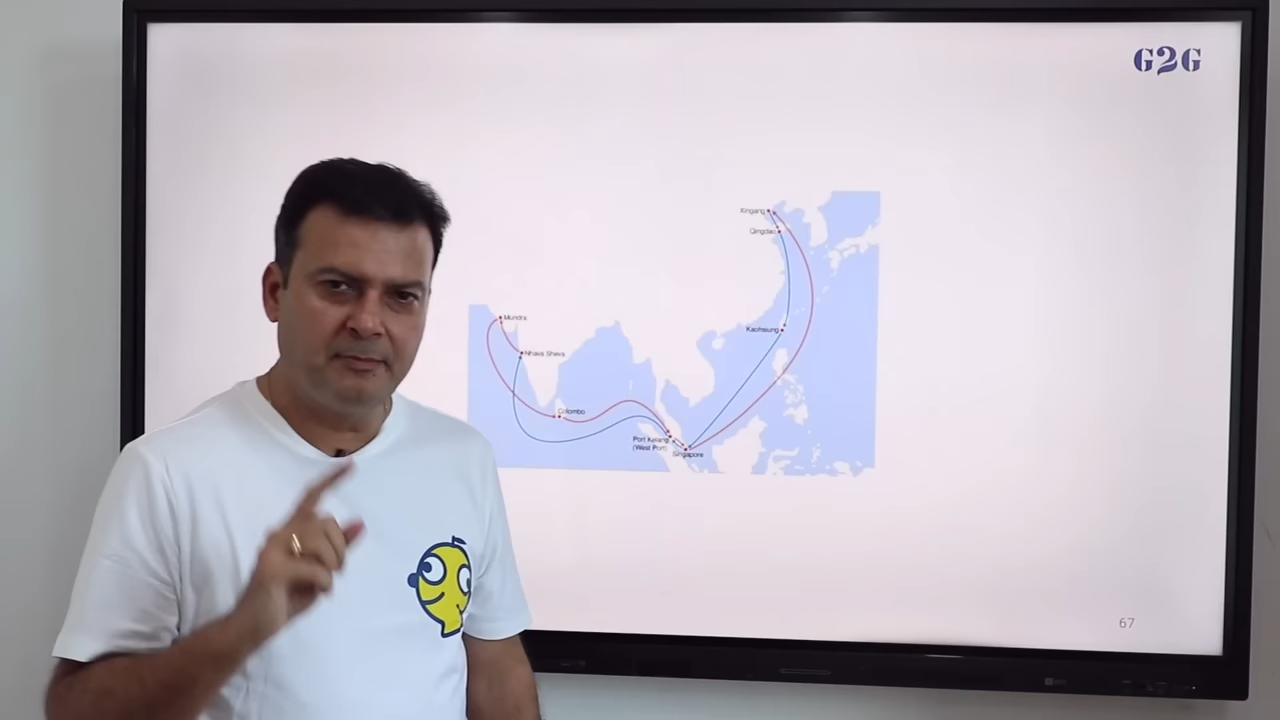 G2G
Xingang
Qingdao
Kaohsiung
Mundra
Nhava Sheva
Colombo
Port Kelang
(West Port)
Singapore
67